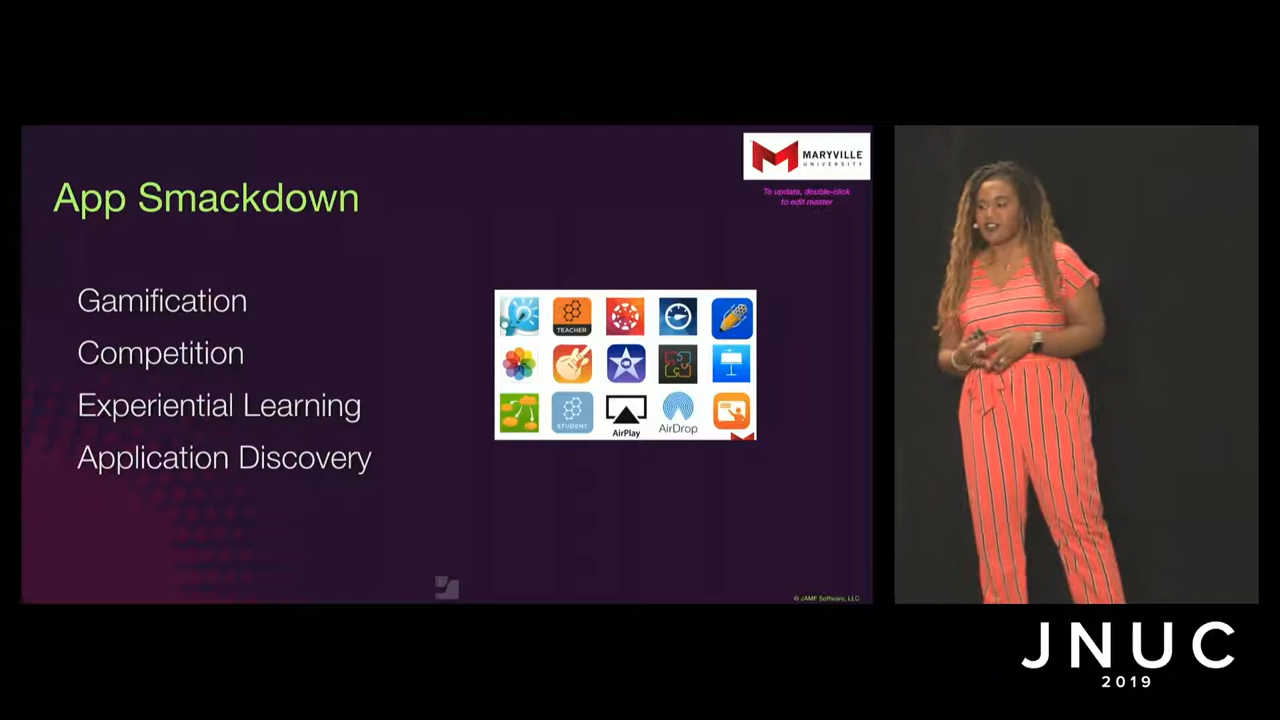 MARYVILLE
UNIVERSITY
To update, double-click
to edit master
App Smackdown
Gamification
Competition
Experiential Learning
Application Discovery
TEACHER
STUDENT
AirPlay
AirDrop
© JAMF Software, LLC
JNUC
2019